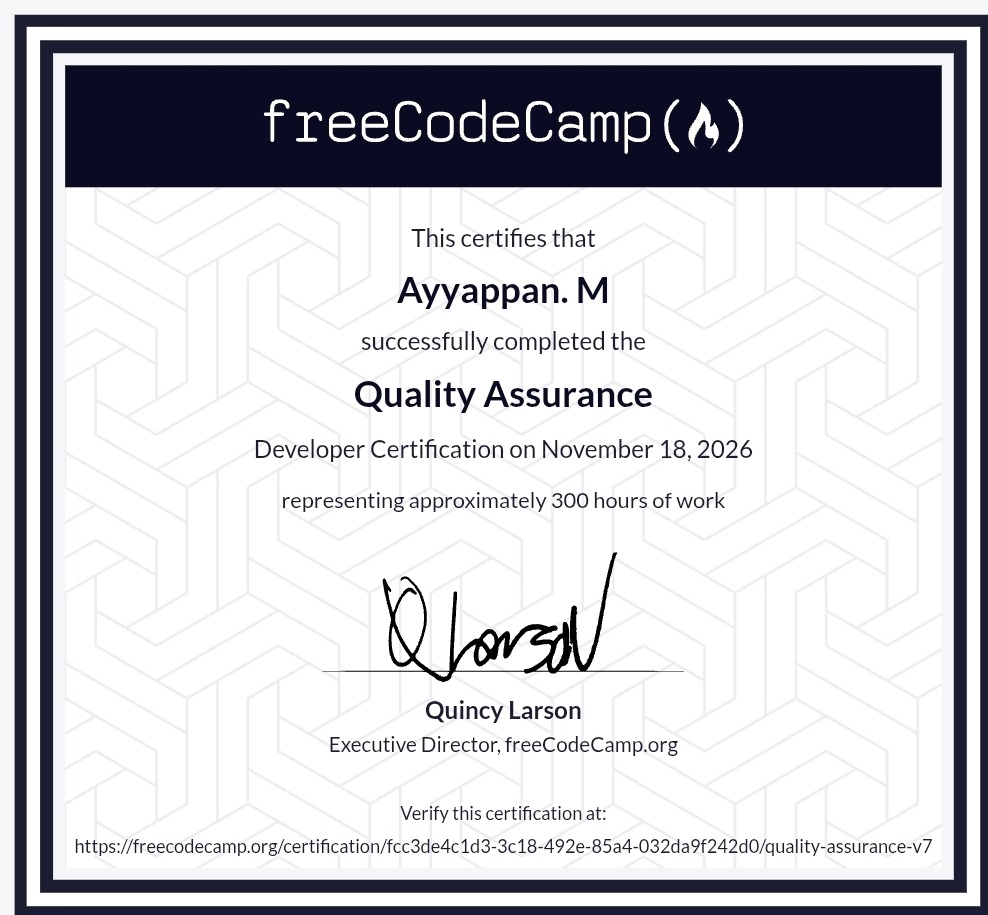 freeCodeCamp
This certifies that
Ayyappan. M
successfully completed the
Quality Assurance
Developer Certification on November 18, 2026
representing approximately 300 hours of work
Quincy Larson
Executive Director, freeCodeCamp.org
Verify this certification at:
https://freecodecamp.org/certification/fcc3de4c1d3-3c18-492e-85a4-032da9f242d0/quality-assurance-v7